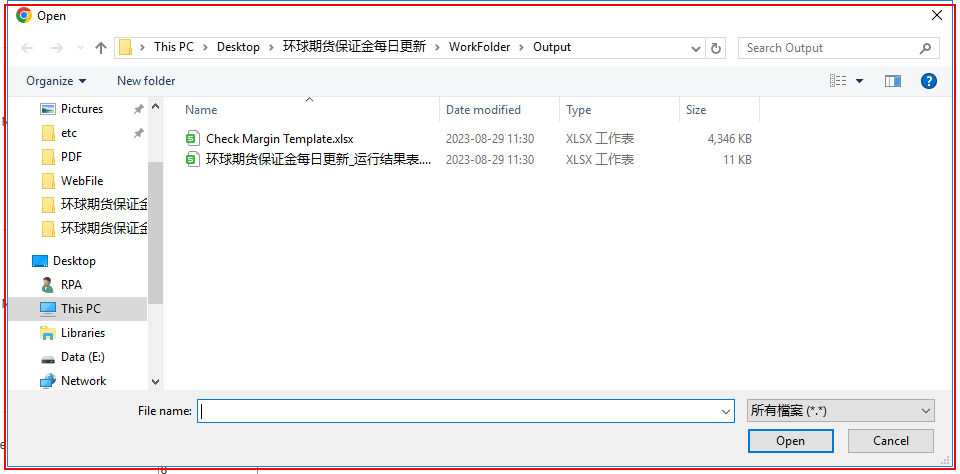 Open
This PC > Desktop > 环球期货保证金每日更新 > WorkFolder > Output
Search Output
Organize
New folder
Name
Date modified
Type
Size
Check Margin Template.xlsx 2023-08-29 11:30 XLSX 工作表 4,346 KB
环球期货保证金每日更新_运行结果表.... 2023-08-29 11:30 XLSX 工作表 11 KB
Pictures
etc
PDF
WebFile
环球期货保证金
环球期货保证金
Desktop
RPA
This PC
Libraries
Data (E:)
Network
File name:
所有檔案 (*.*)
Open
Cancel